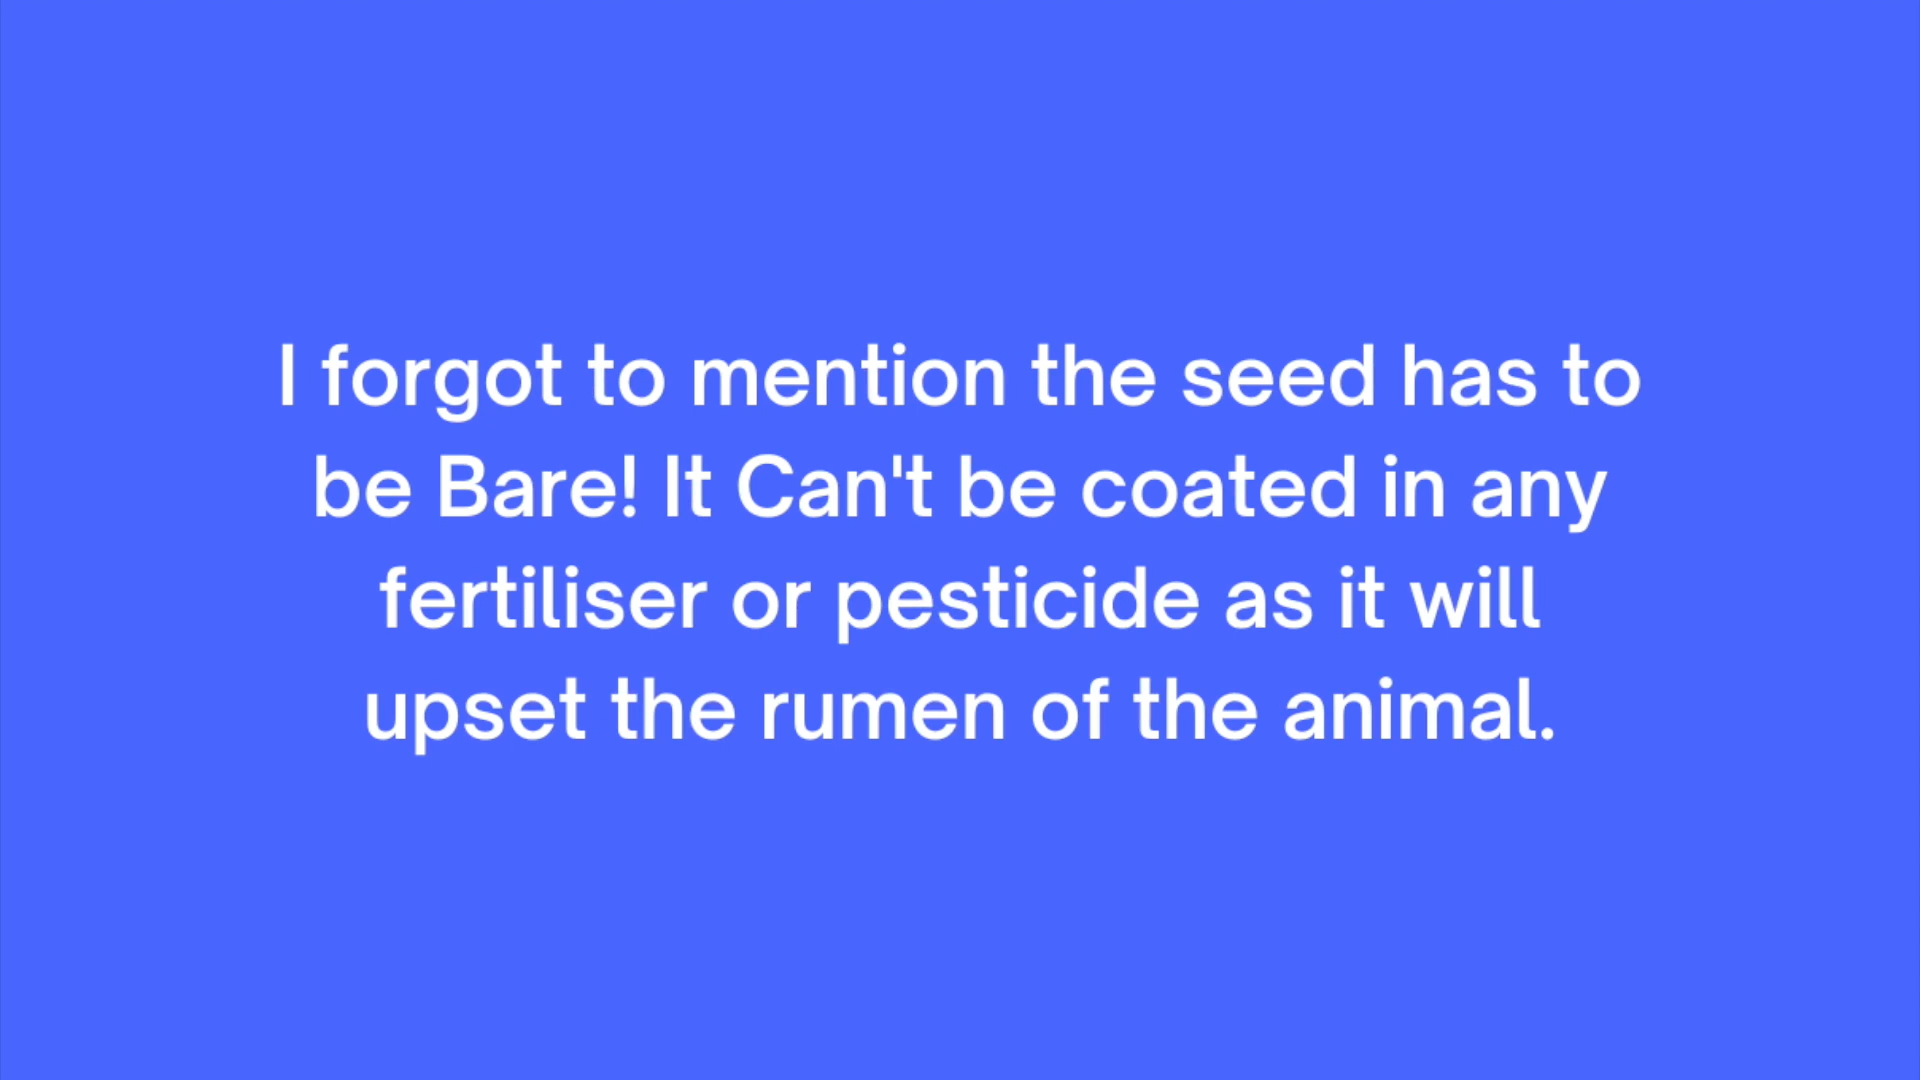 I forgot to mention the seed has to
be Bare! It Can't be coated in any
fertiliser or pesticide as it will
upset the rumen of the animal.